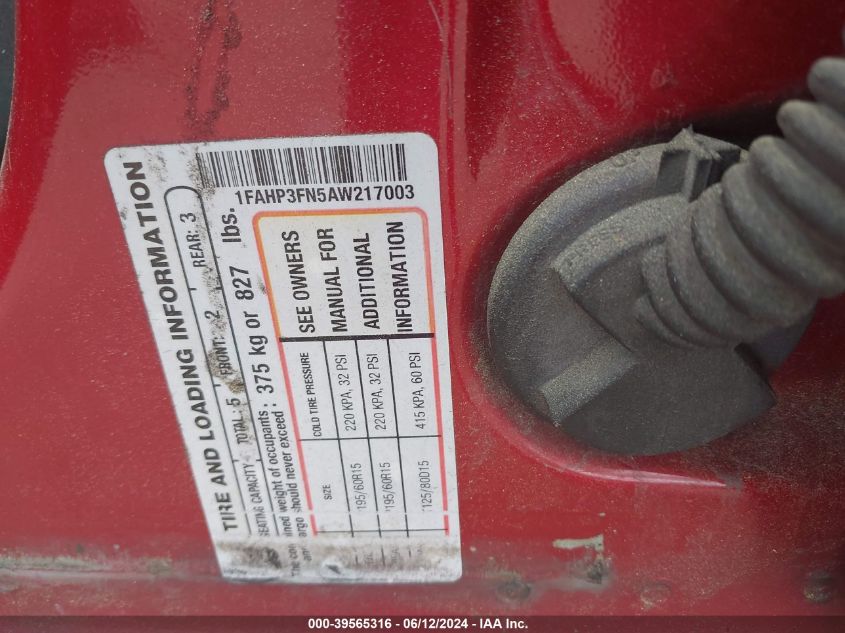 1FAHP3FN5AW217003
TIRE AND LOADING INFORMATION
SEATING CAPACITY TOTAL: 5 FRONT: 2 REAR: 3
The combined weight of occupants
and cargo should never exceed : 375 kg or 827 lbs.
SIZE COLD TIRE PRESSURE SEE OWNERS
P195/60R15 220 KPA, 32 PSI MANUAL FOR
P195/60R15 220 KPA, 32 PSI ADDITIONAL
T125/80D15 415 KPA, 60 PSI INFORMATION
000-39565316 - 06/12/2024 - IAA Inc.